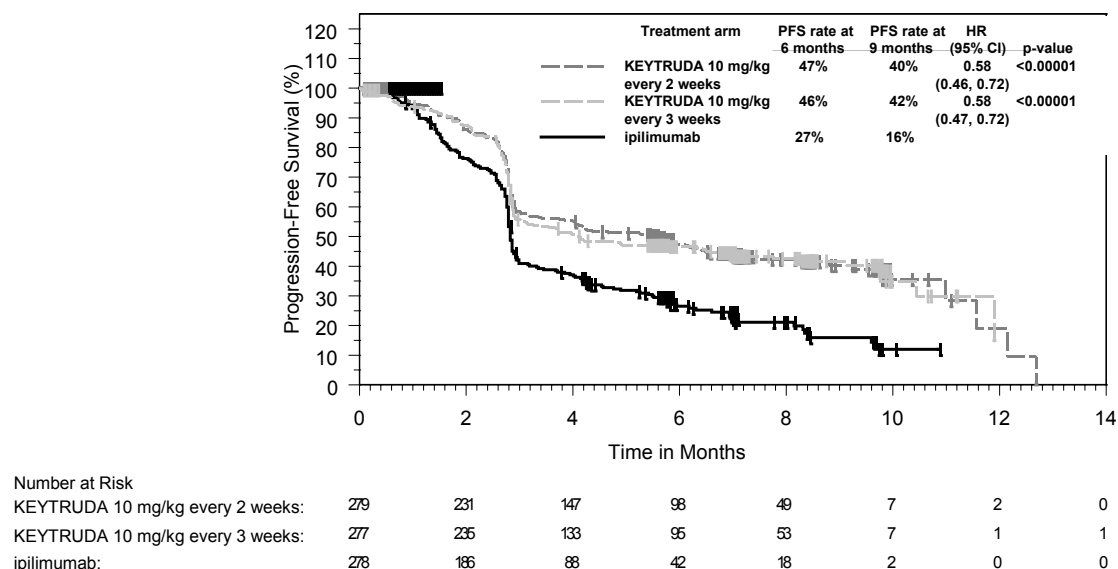 Treatment arm PFS rate at 6 months PFS rate at 9 months HR (95% CI) p-value
KEYTRUDA 10 mg/kg every 2 weeks 47% 40% 0.58 (0.46, 0.72) <0.00001
KEYTRUDA 10 mg/kg every 3 weeks 46% 42% 0.58 (0.47, 0.72) <0.00001
ipilimumab 27% 16%
Progression-Free Survival (%)
120
110
100
90
80
70
60
50
40
30
20
10
0
0 2 4 6 8 10 12 14
Time in Months
Number at Risk
KEYTRUDA 10 mg/kg every 2 weeks: 279 231 147 98 49 7 2 0
KEYTRUDA 10 mg/kg every 3 weeks: 277 235 133 95 53 7 1 1
ipilimumab: 278 186 88 42 18 2 0 0